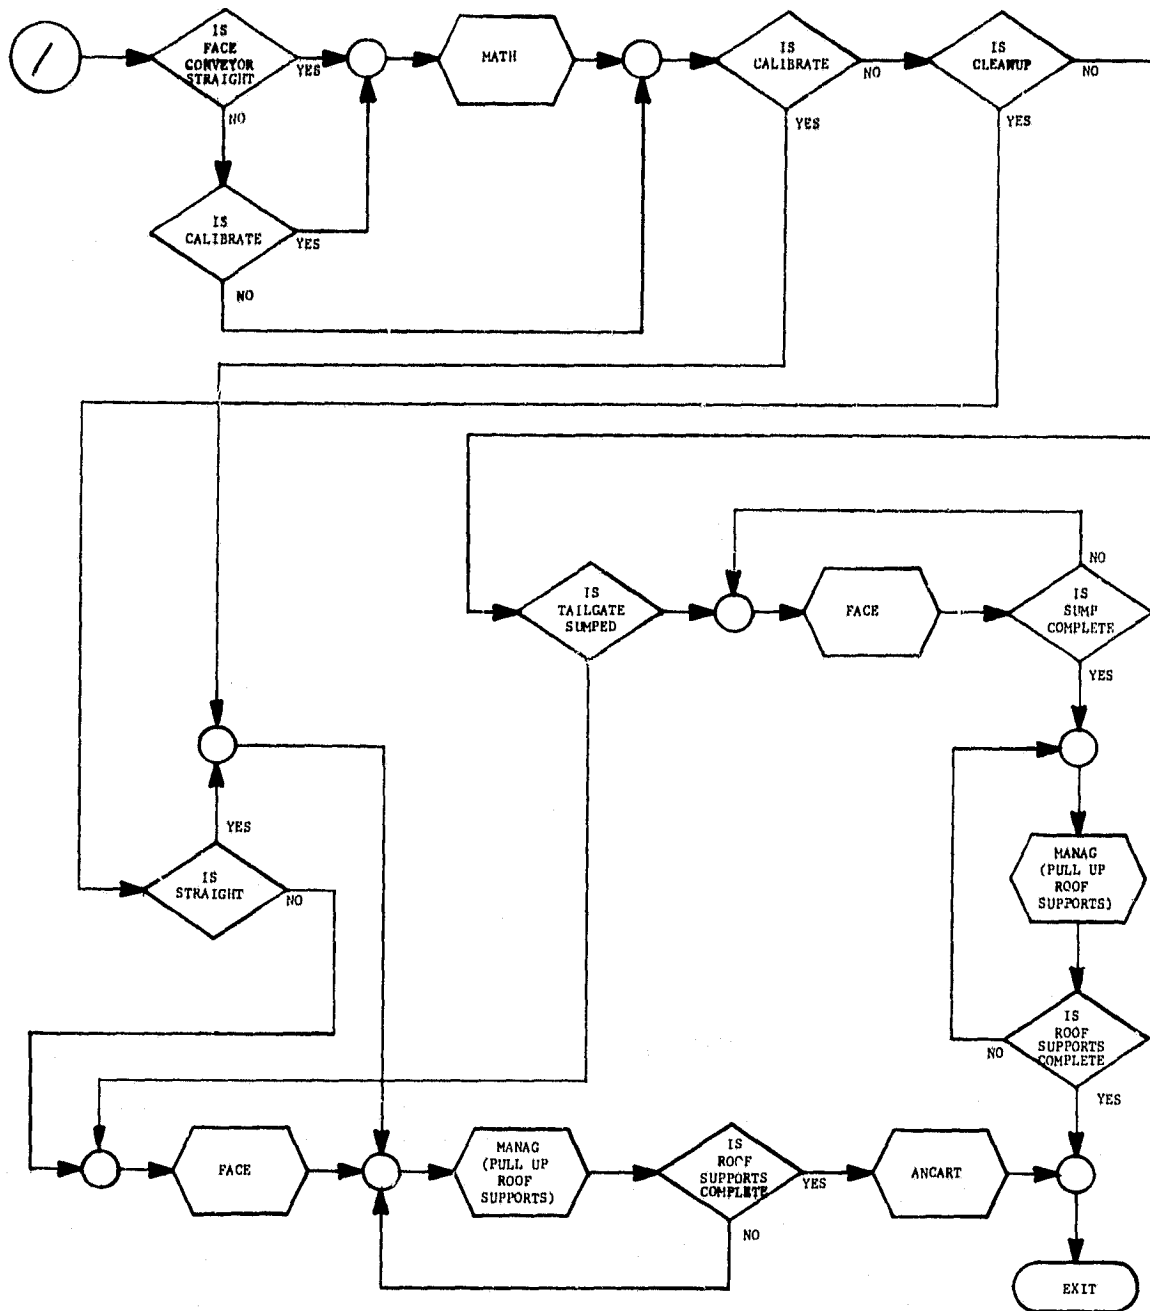 IS
FACE
CONVEYOR
STRAIGHT
YES
NO
MATH
IS
CALIBRATE
NO
YES
IS
CLEANUP
NO
YES
IS
CALIBRATE
YES
NO
IS
TAILGATE
SUMPED
FACE
NO
IS
SUMP
COMPLETE
YES
YES
IS
STRAIGHT
NO
MANAG
(PULL UP
ROOF
SUPPORTS)
IS
ROOF
SUPPORTS
COMPLETE
NO
YES
FACE
MANAG
(PULL UP
ROOF
SUPPORTS)
IS
ROOF
SUPPORTS
COMPLETE
YES
NO
ANCART
EXIT